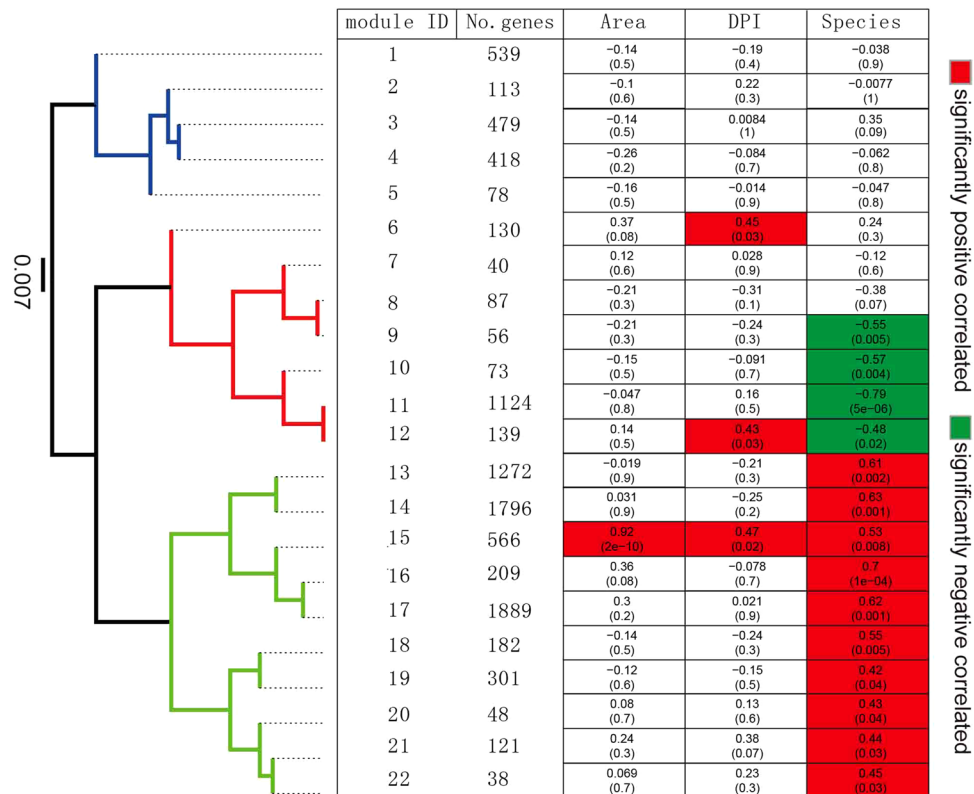 module ID No. genes Area DPI Species
1 539 −0.14 (0.5) −0.19 (0.4) −0.038 (0.9)
2 113 −0.1 (0.6) 0.22 (0.3) −0.0077 (1)
3 479 −0.14 (0.5) 0.0084 (1) 0.35 (0.09)
4 418 −0.26 (0.2) −0.084 (0.7) −0.062 (0.8)
5 78 −0.16 (0.5) −0.014 (0.9) −0.047 (0.8)
6 130 0.37 (0.08) 0.45 (0.03) 0.24 (0.3)
7 40 0.12 (0.6) 0.028 (0.9) −0.12 (0.6)
8 87 −0.21 (0.3) −0.31 (0.1) −0.38 (0.07)
9 56 −0.21 (0.3) −0.24 (0.3) −0.55 (0.005)
10 73 −0.15 (0.5) −0.091 (0.7) −0.57 (0.004)
11 1124 −0.047 (0.8) 0.16 (0.5) −0.79 (5e−06)
12 139 0.14 (0.5) 0.43 (0.03) −0.48 (0.02)
13 1272 −0.019 (0.9) −0.21 (0.3) 0.61 (0.002)
14 1796 0.031 (0.9) −0.25 (0.2) 0.63 (0.001)
15 566 0.92 (2e−10) 0.47 (0.02) 0.53 (0.008)
16 209 0.36 (0.08) −0.078 (0.7) 0.7 (1e−04)
17 1889 0.3 (0.2) 0.021 (0.9) 0.62 (0.001)
18 182 −0.14 (0.5) −0.24 (0.3) 0.55 (0.005)
19 301 −0.12 (0.6) −0.15 (0.5) 0.42 (0.04)
20 48 0.08 (0.7) 0.13 (0.6) 0.43 (0.04)
21 121 0.24 (0.3) 0.38 (0.07) 0.44 (0.03)
22 38 0.069 (0.7) 0.23 (0.3) 0.45 (0.03)
0.007
significantly positive correlated
significantly negative correlated